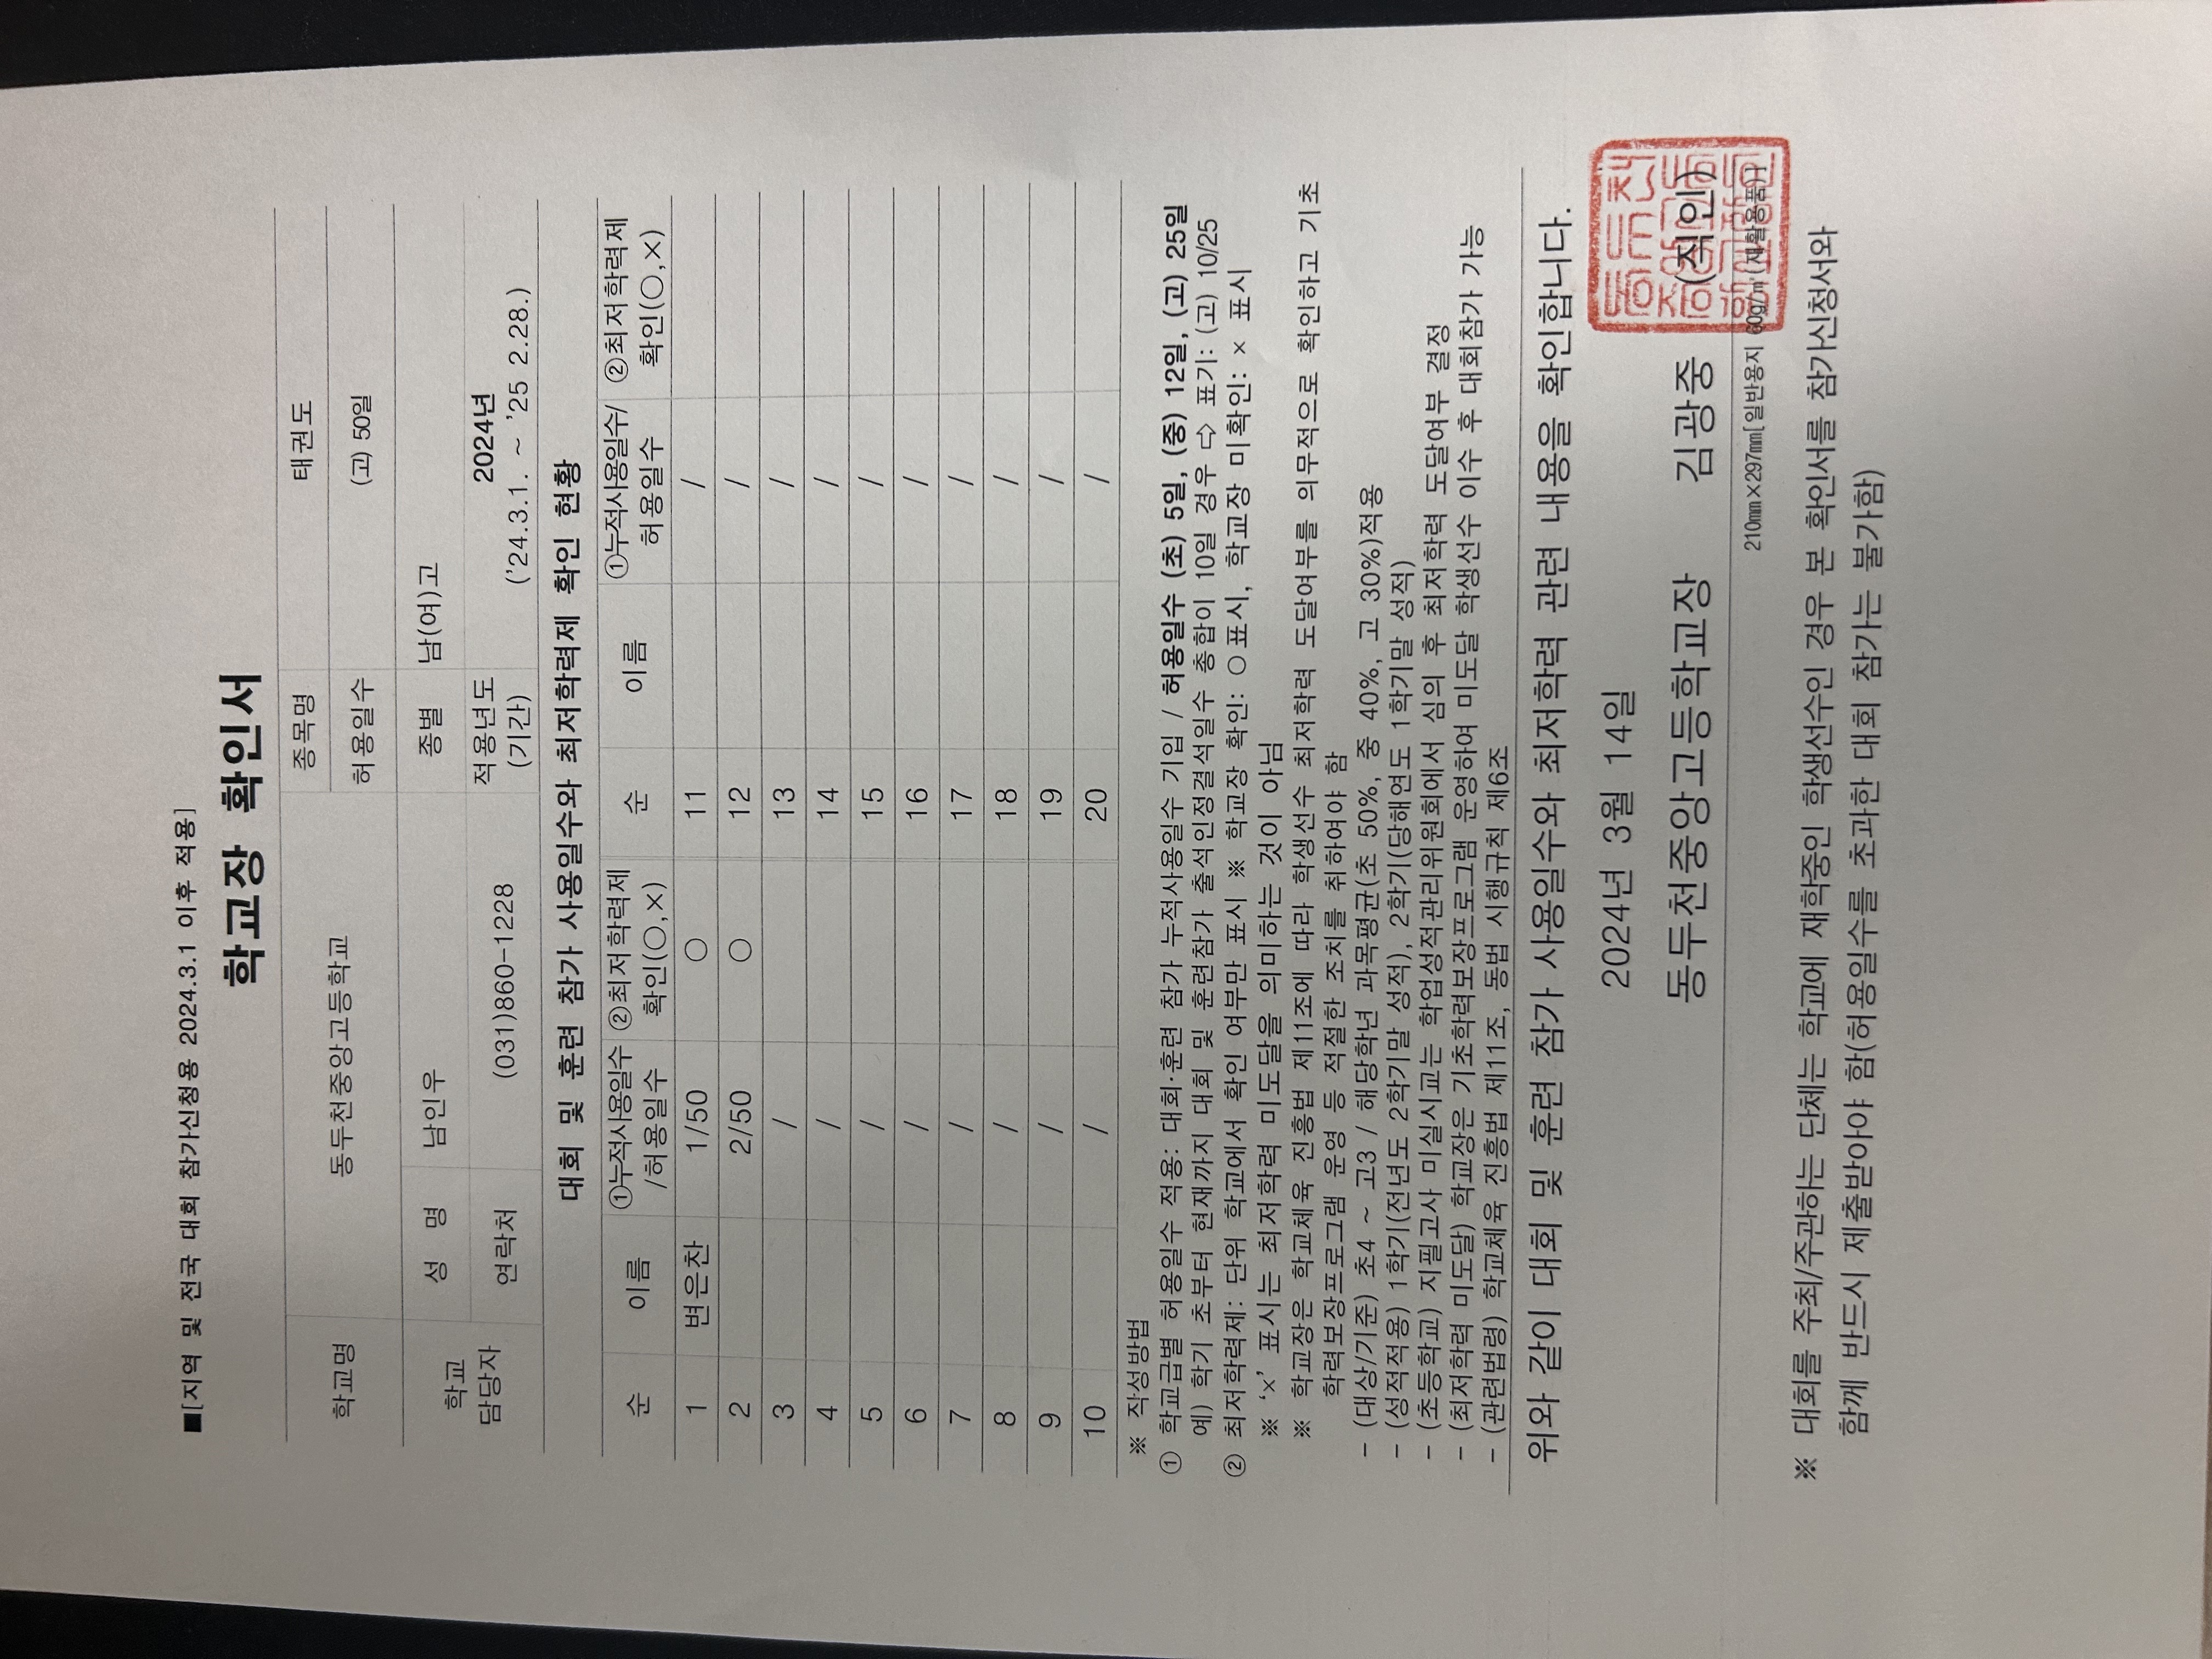 ■[지역 및 전국 대회 참가신청용 2024.3.1 이후 적용]
학교장 확인서
학교명 동두천중앙고등학교 종목명 태권도
허용일수 (고) 50일
학교 담당자 성 명 남인우 종별 남(여)고
연락처 (031)860-1228 적용년도 (기간) 2024년 ('24.3.1. ~ '25 2.28.)
대회 및 훈련 참가 사용일수와 최저학력제 확인 현황
순 이름 ①누적사용일수/허용일수 ②최저학력제 확인(○,×) 순 이름 ①누적사용일수/허용일수 ②최저학력제 확인(○,×)
1 변은찬 1/50 ○ 11 /
2 2/50 ○ 12 /
3 / 13 /
4 / 14 /
5 / 15 /
6 / 16 /
7 / 17 /
8 / 18 /
9 / 19 /
10 / 20 /
※ 작성방법
① 학교급별 허용일수 적용: 대회·훈련 참가 누적사용일수 기입 / 허용일수 (초) 5일, (중) 12일, (고) 25일
예) 학기 초부터 현재까지 대회 및 훈련참가 출석인정결석일수 총합이 10일 경우 ⇨ 표기: (고) 10/25
② 최저학력제: 단위 학교에서 확인 여부만 표시 ※ 학교장 확인: ○표시, 학교장 미확인: × 표시
※ '×' 표시는 최저학력 미도달을 의미하는 것이 아님
※ 학교장은 학교체육 진흥법 제11조에 따라 학생선수 최저학력 도달여부를 의무적으로 확인하고 기초
학력보장프로그램 운영 등 적절한 조치를 취하여야 함
- (대상/기준) 초4 ~ 고3 / 해당학년 과목평균(초 50%, 중 40%, 고 30%)적용
- (성적적용) 1학기(전년도 2학기말 성적), 2학기(당해연도 1학기말 성적)
- (초등학교) 지필고사 미실시교는 학업성적관리위원회에서 심의 후 최저학력 도달여부 결정
- (최저학력 미도달) 학교장은 기초학력보장프로그램 운영하여 미도달 학생선수 이수 후 대회참가 가능
- (관련법령) 학교체육 진흥법 제11조, 동법 시행규칙 제6조
위와 같이 대회 및 훈련 참가 사용일수와 최저학력 관련 내용을 확인합니다.
2024년 3월 14일
동두천중앙고등학교장 김광중 (직인)
210mm×297mm[일반용지 60g/㎡(재활용품)]
※ 대회를 주최/주관하는 단체는 학교에 재학중인 학생선수인 경우 본 확인서를 참가신청서와
함께 반드시 제출받아야 함(허용일수를 초과한 대회 참가는 불가함)